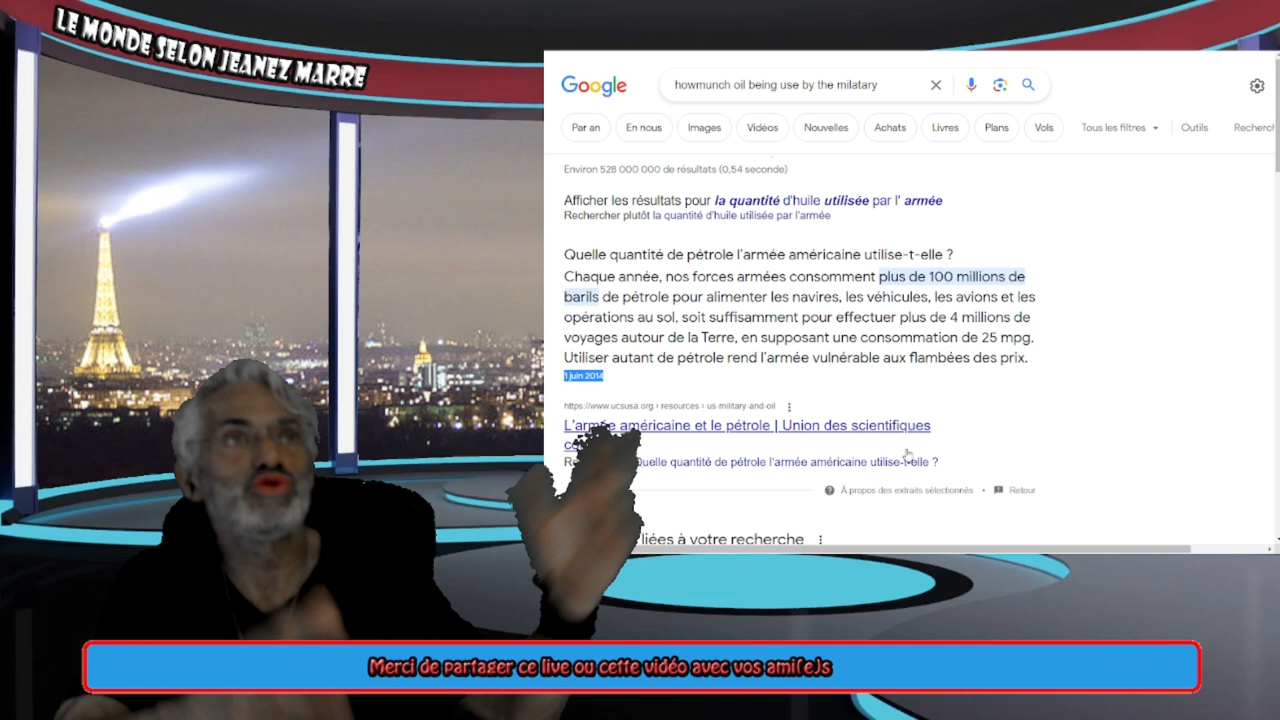 LE MONDE SELON JEANEZ MARRE
Google
howmunch oil being use by the milatary
Par an
En nous
Images
Vidéos
Nouvelles
Achats
Livres
Plans
Vols
Tous les filtres
Outils
Recherch
Environ 528 000 000 de résultats (0,54 seconde)
Afficher les résultats pour la quantité d'huile utilisée par l' armée
Rechercher plutôt la quantité d'huile utilisée par l'armée
Quelle quantité de pétrole l'armée américaine utilise-t-elle ?
Chaque année, nos forces armées consomment plus de 100 millions de
barils de pétrole pour alimenter les navires, les véhicules, les avions et les
opérations au sol, soit suffisamment pour effectuer plus de 4 millions de
voyages autour de la Terre, en supposant une consommation de 25 mpg.
Utiliser autant de pétrole rend l'armée vulnérable aux flambées des prix.
1 juin 2014
https://www.ucsusa.org › resources › us-military-and-oil
L'armée américaine et le pétrole | Union des scientifiques
Quelle quantité de pétrole l'armée américaine utilise-t-elle ?
À propos des extraits sélectionnés • Retour
liées à votre recherche
Merci de partager ce live ou cette vidéo avec vos ami(e)s